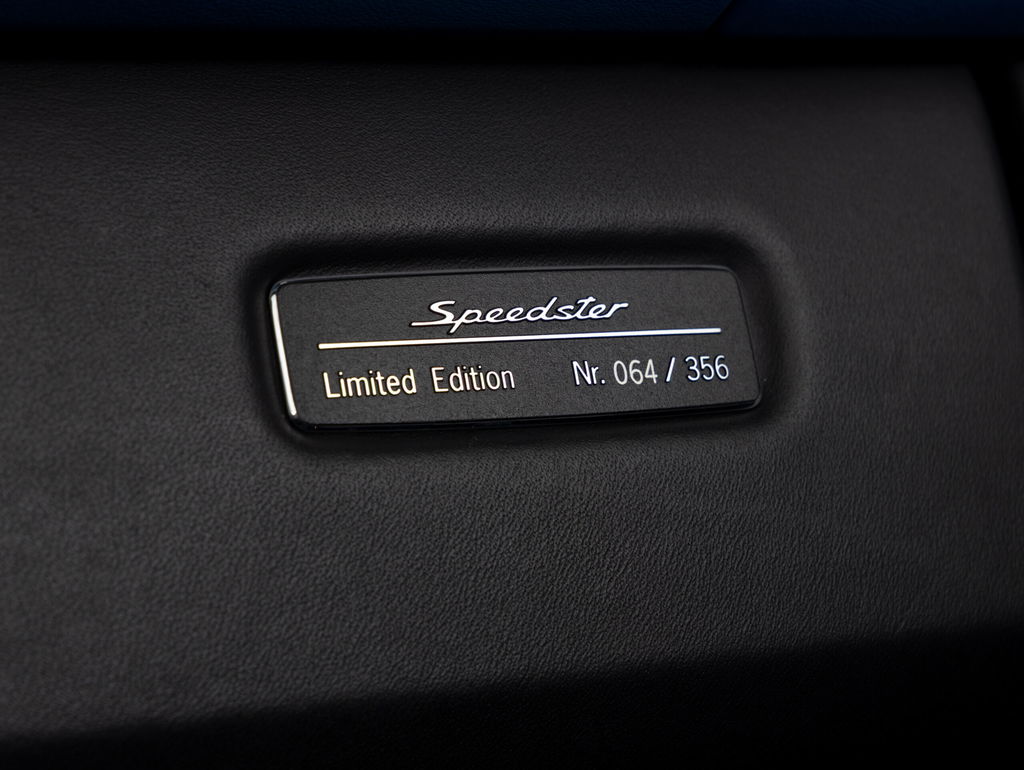 Speedster
Limited Edition Nr. 064 / 356